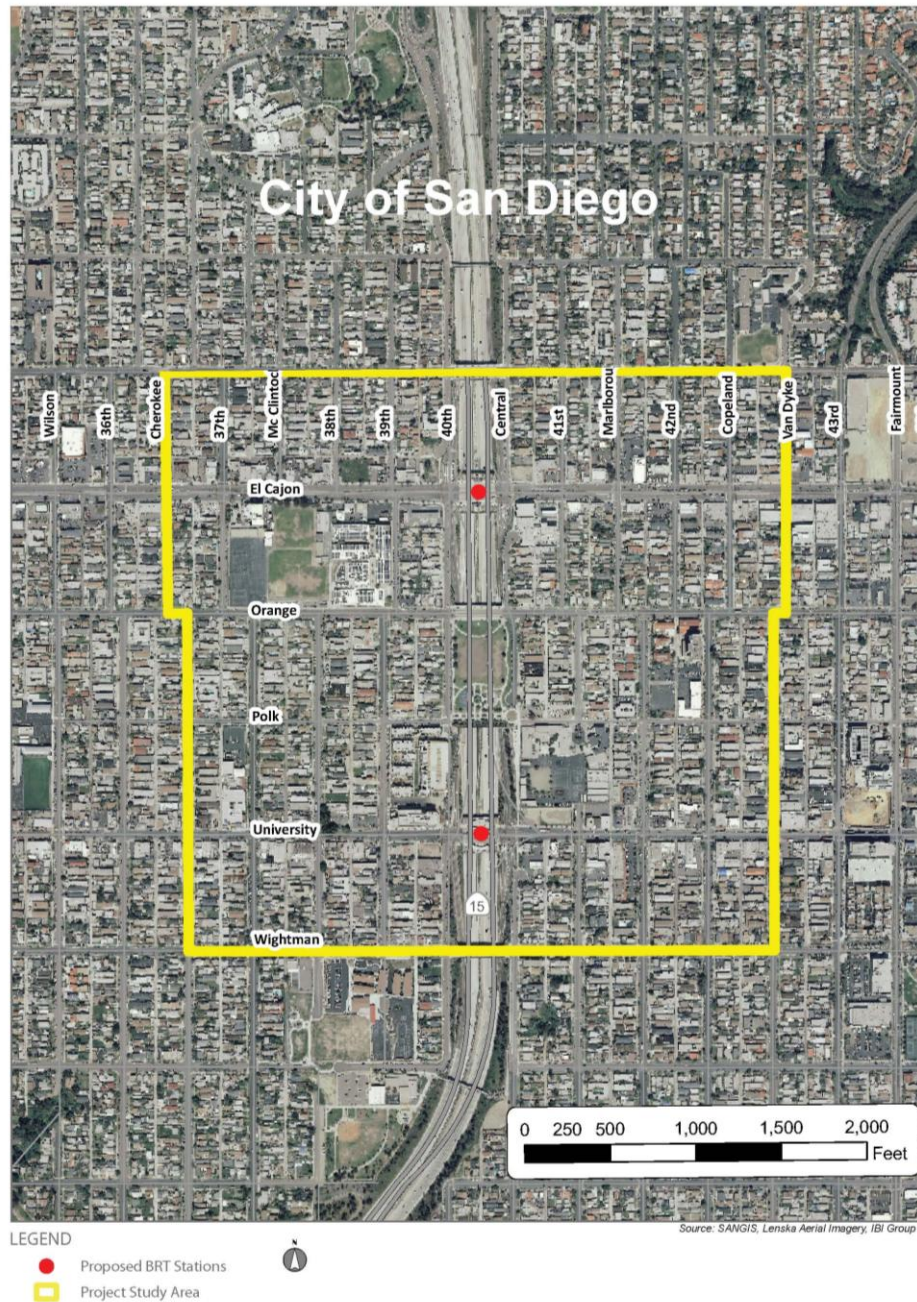 City of San Diego
Wilson
36th
Cherokee
37th
Mc Clintoc
38th
39th
40th
Central
41st
Marlborou
42nd
Copeland
Van Dyke
43rd
Fairmount
El Cajon
Orange
Polk
University
15
Wightman
0 250 500 1,000 1,500 2,000
Feet
Source: SANGIS, Lenska Aerial Imagery, IBI Group
LEGEND
N
Proposed BRT Stations
Project Study Area